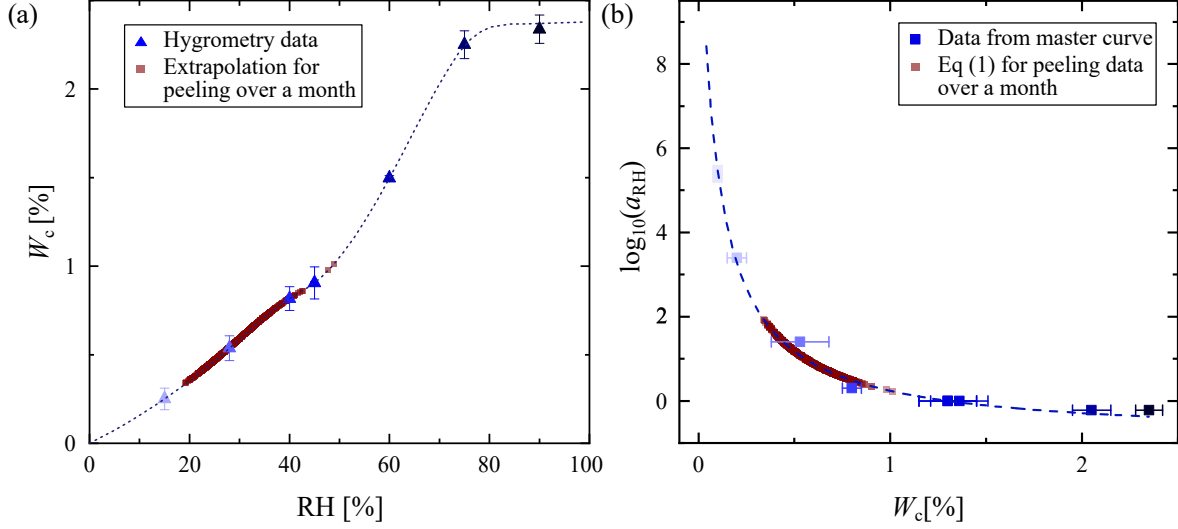 (a)
Hygrometry data
Extrapolation for
peeling over a month
W_c [%]
2
1
0
0 20 40 60 80 100
RH [%]
(b)
Data from master curve
Eq (1) for peeling data
over a month
log₁₀(a_RH)
8
6
4
2
0
0 1 2
W_c[%]